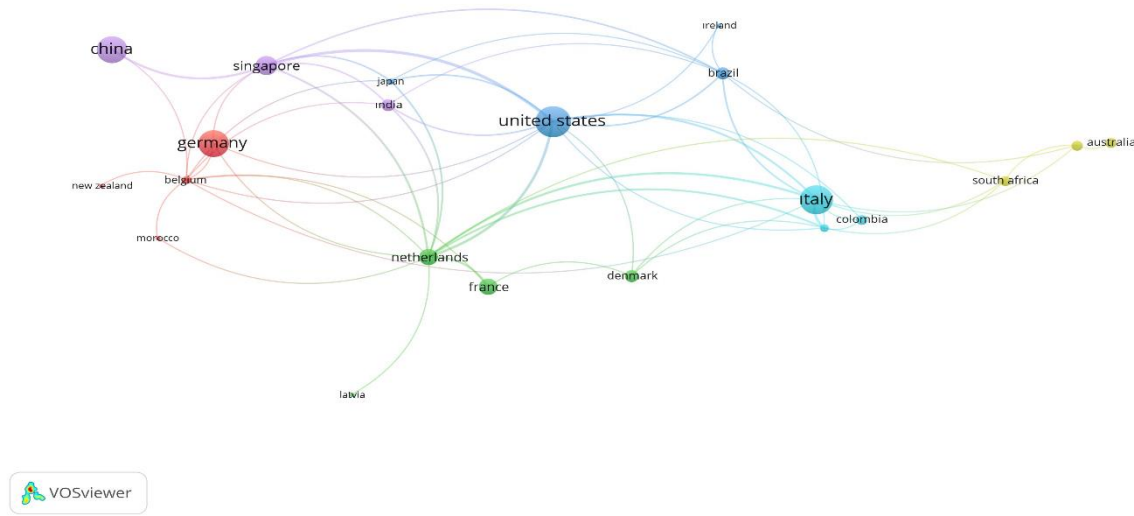 ireland
china
singapore
brazil
japan
india
united states
germany
australia
belgium
south africa
new zealand
italy
colombia
morocco
netherlands
denmark
france
latvia
VOSviewer